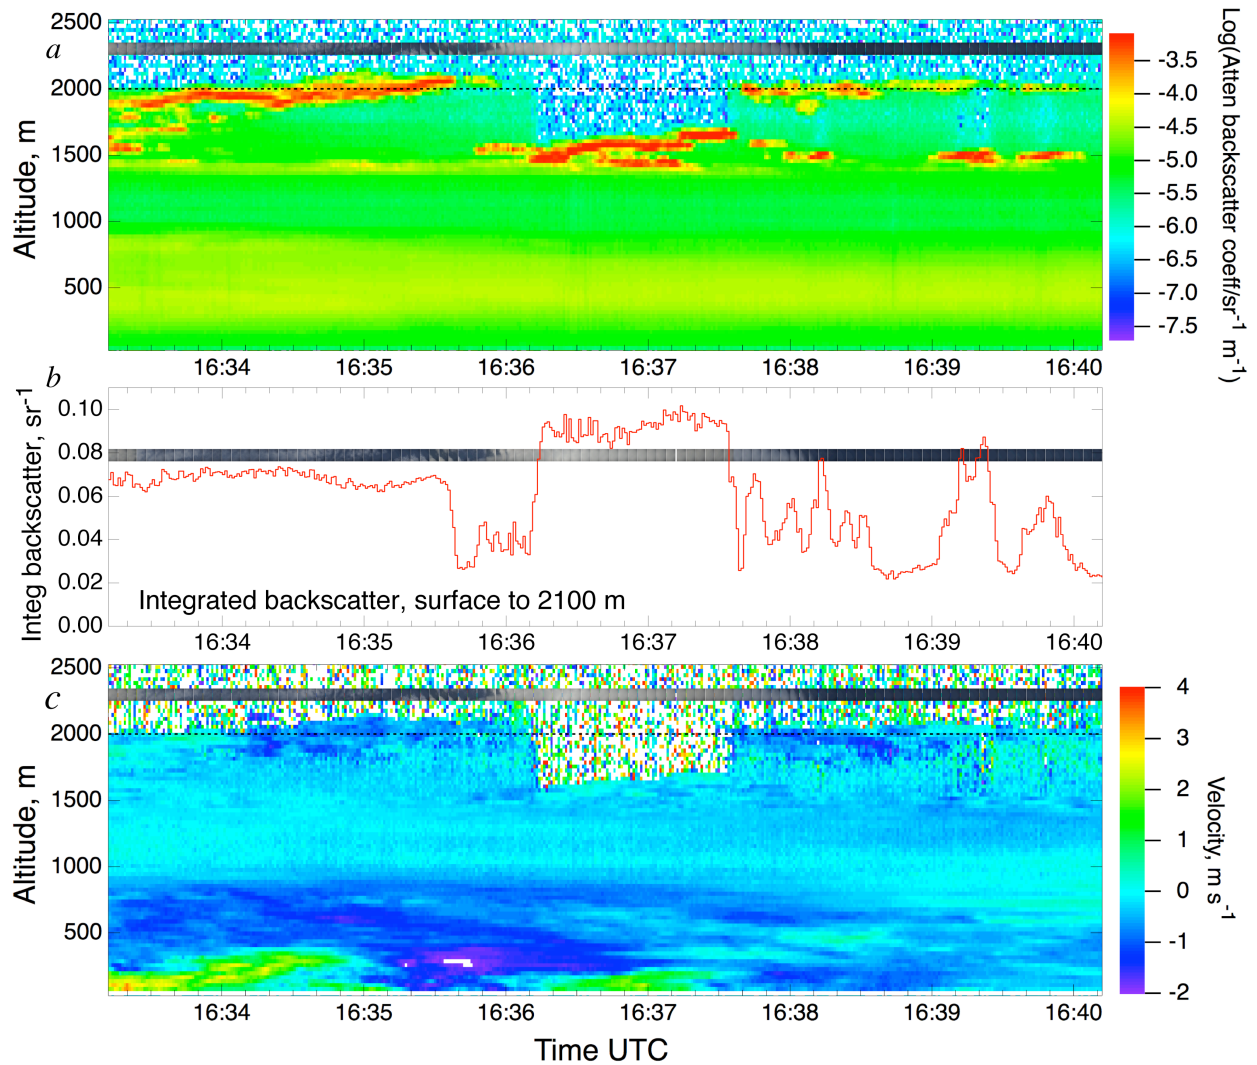 a
2500
2000
1500
1000
500
Altitude, m
16:34 16:35 16:36 16:37 16:38 16:39 16:40
-3.5
-4.0
-4.5
-5.0
-5.5
-6.0
-6.5
-7.0
-7.5
Log(Atten backscatter coeff/sr⁻¹ m⁻¹)
b
0.10
0.08
0.06
0.04
0.02
0.00
Integ backscatter, sr⁻¹
Integrated backscatter, surface to 2100 m
16:34 16:35 16:36 16:37 16:38 16:39 16:40
c
2500
2000
1500
1000
500
Altitude, m
16:34 16:35 16:36 16:37 16:38 16:39 16:40
4
3
2
1
0
-1
-2
Velocity, m s⁻¹
Time UTC